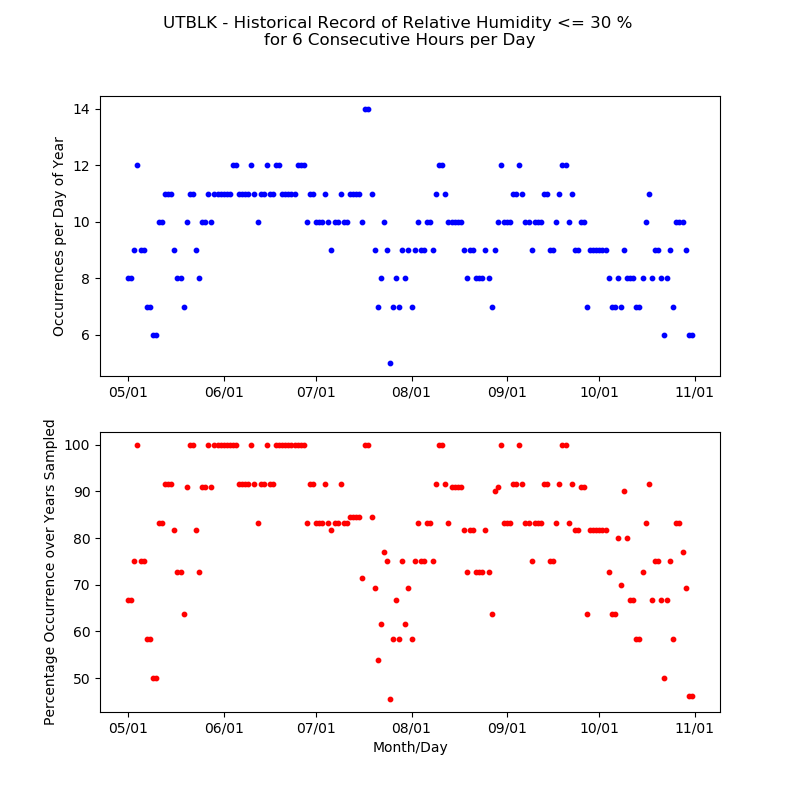 UTBLK - Historical Record of Relative Humidity <= 30 %
for 6 Consecutive Hours per Day
Occurrences per Day of Year
14
12
10
8
6
05/01 06/01 07/01 08/01 09/01 10/01 11/01
Percentage Occurrence over Years Sampled
100
90
80
70
60
50
05/01 06/01 07/01 08/01 09/01 10/01 11/01
Month/Day